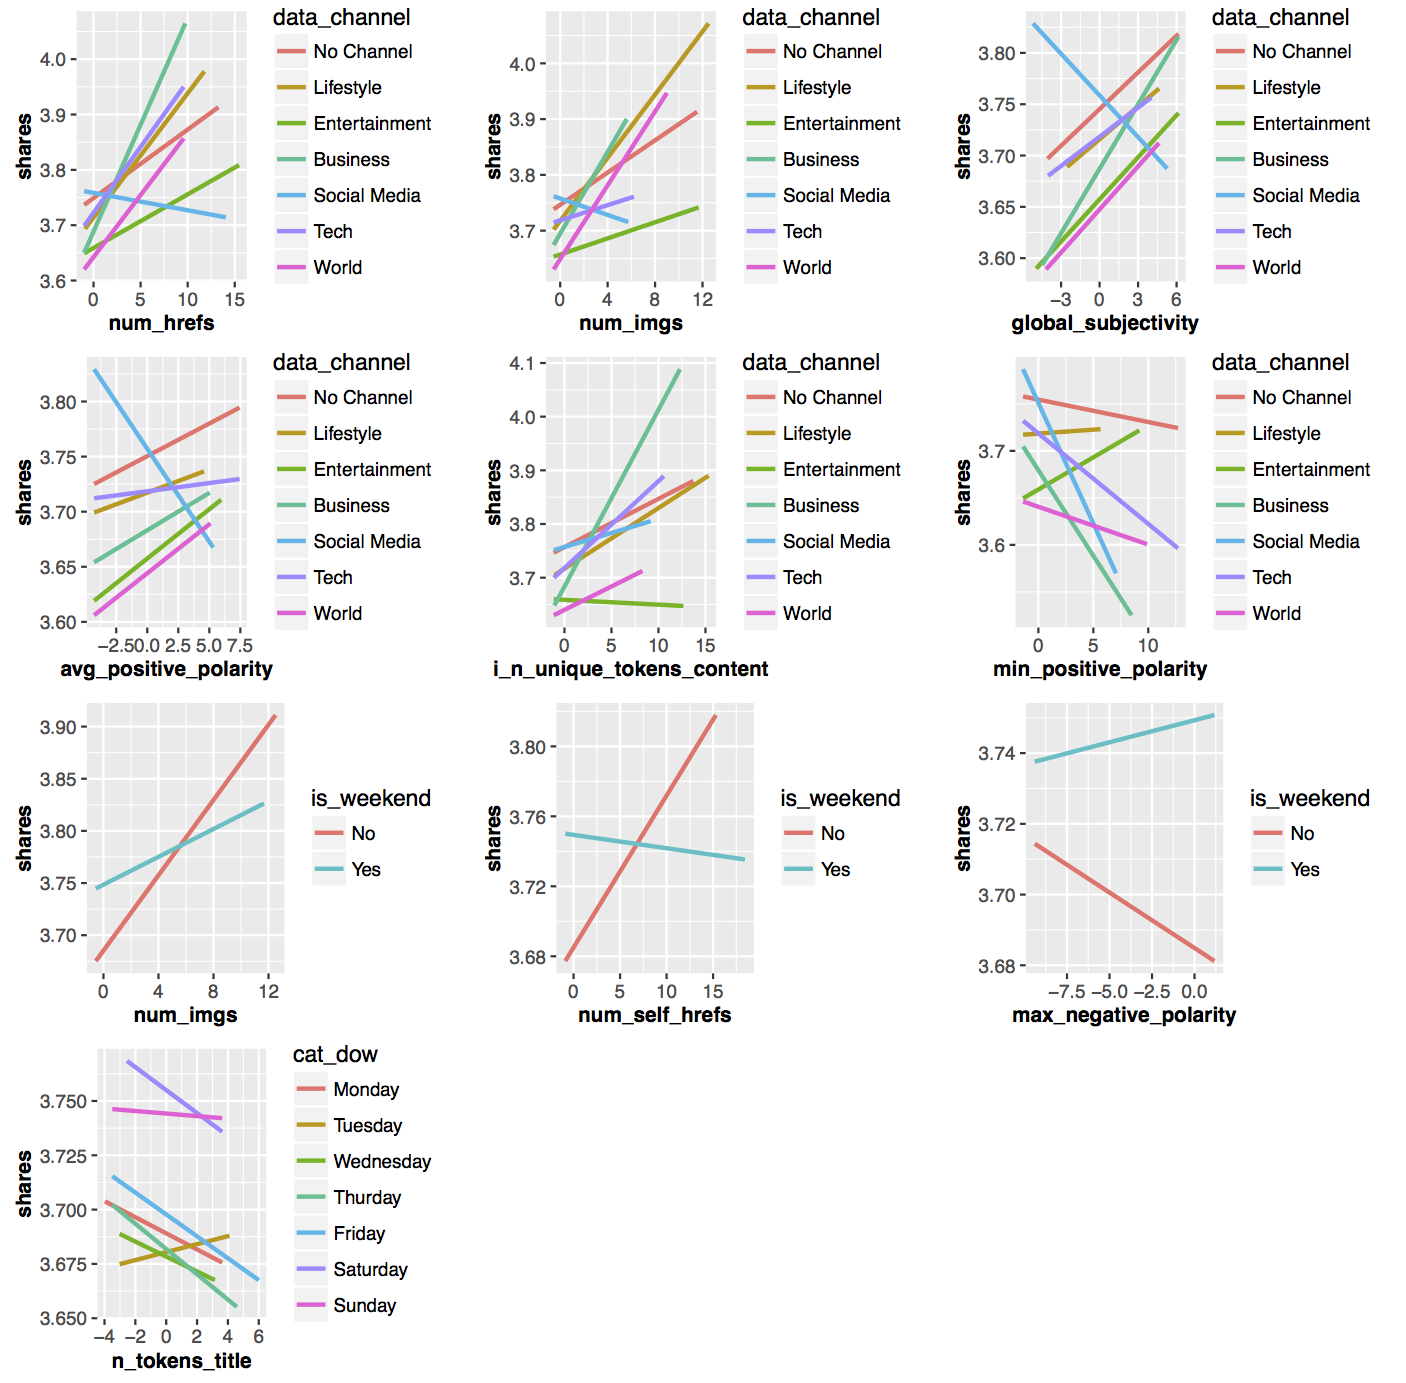 data_channel
No Channel
Lifestyle
Entertainment
Business
Social Media
Tech
World
shares
4.0
3.9
3.8
3.7
3.6
0 5 10 15
num_hrefs
data_channel
No Channel
Lifestyle
Entertainment
Business
Social Media
Tech
World
shares
4.0
3.9
3.8
3.7
0 4 8 12
num_imgs
data_channel
No Channel
Lifestyle
Entertainment
Business
Social Media
Tech
World
shares
3.80
3.75
3.70
3.65
3.60
−3 0 3 6
global_subjectivity
data_channel
No Channel
Lifestyle
Entertainment
Business
Social Media
Tech
World
shares
3.80
3.75
3.70
3.65
3.60
−2.5 0.0 2.5 5.0 7.5
avg_positive_polarity
data_channel
No Channel
Lifestyle
Entertainment
Business
Social Media
Tech
World
shares
4.1
4.0
3.9
3.8
3.7
0 5 10 15
i_n_unique_tokens_content
data_channel
No Channel
Lifestyle
Entertainment
Business
Social Media
Tech
World
shares
3.7
3.6
0 5 10
min_positive_polarity
shares
3.90
3.85
3.80
3.75
3.70
0 4 8 12
num_imgs
is_weekend
No
Yes
shares
3.80
3.76
3.72
3.68
0 5 10 15
num_self_hrefs
is_weekend
No
Yes
shares
3.74
3.72
3.70
3.68
−7.5 −5.0 −2.5 0.0
max_negative_polarity
is_weekend
No
Yes
cat_dow
Monday
Tuesday
Wednesday
Thurday
Friday
Saturday
Sunday
shares
3.750
3.725
3.700
3.675
3.650
−4 −2 0 2 4 6
n_tokens_title